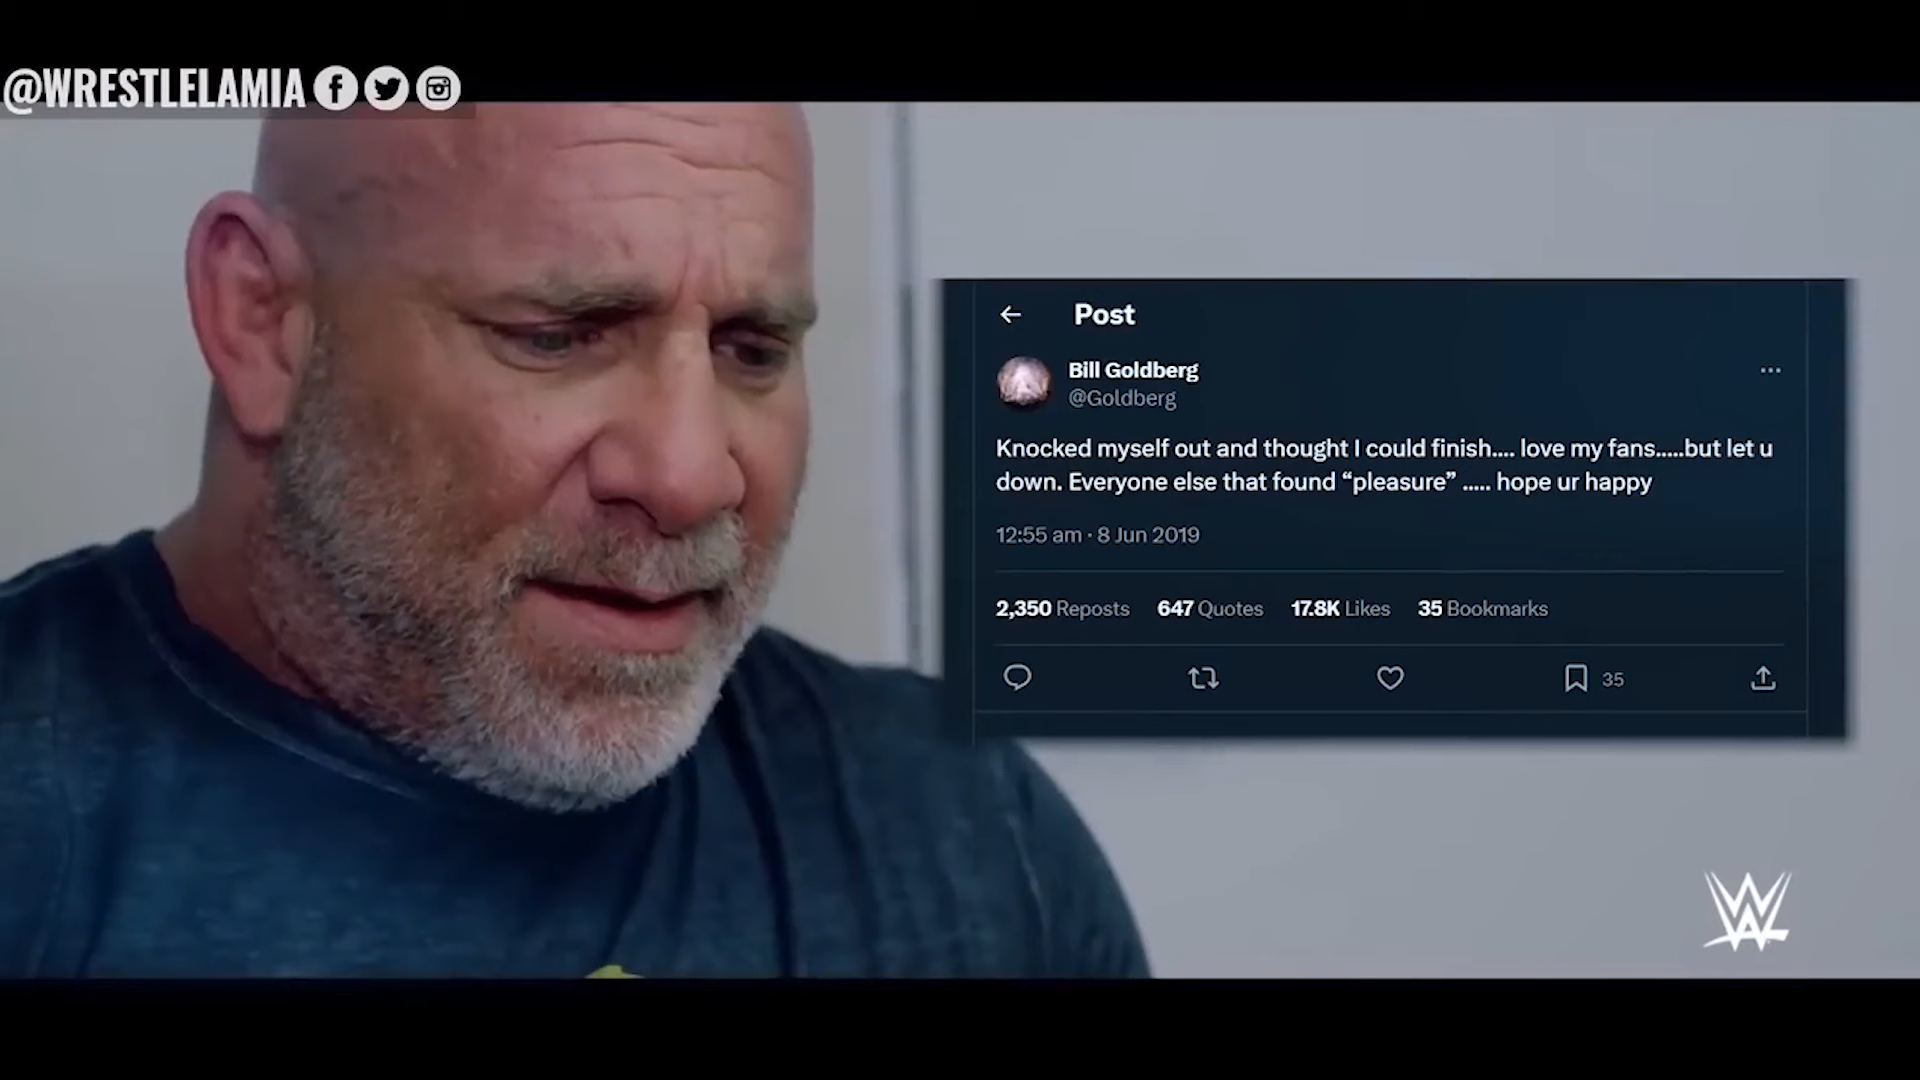 @WRESTLELAMIA
Post
Bill Goldberg
@Goldberg
Knocked myself out and thought I could finish.... love my fans.....but let u
down. Everyone else that found “pleasure” ..... hope ur happy
12:55 am · 8 Jun 2019
2,350 Reposts 647 Quotes 17.8K Likes 35 Bookmarks
35
W